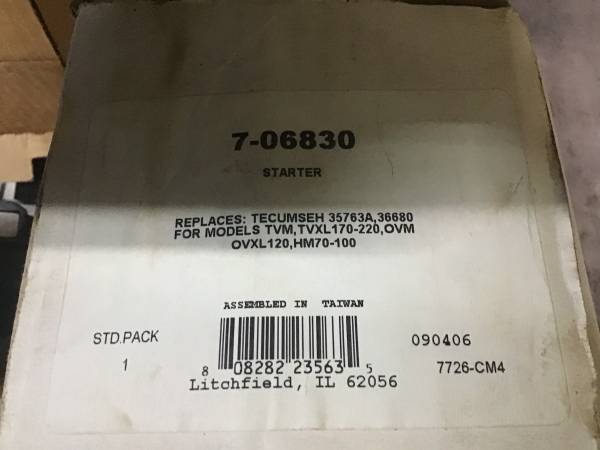 7-06830
STARTER
REPLACES: TECUMSEH 35763A,36680
FOR MODELS TVM,TVXL170-220,OVM
OVXL120,HM70-100
ASSEMBLED IN TAIWAN
STD.PACK
1
8 08282 23563 5
090406
7726-CM4
Litchfield, IL 62056